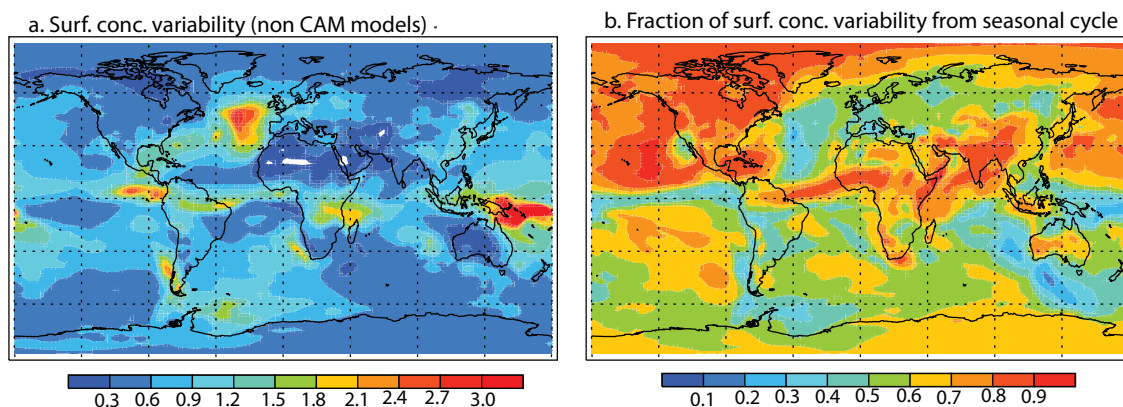 a. Surf. conc. variability (non CAM models)
b. Fraction of surf. conc. variability from seasonal cycle
0.3 0.6 0.9 1.2 1.5 1.8 2.1 2.4 2.7 3.0
0.1 0.2 0.3 0.4 0.5 0.6 0.7 0.8 0.9